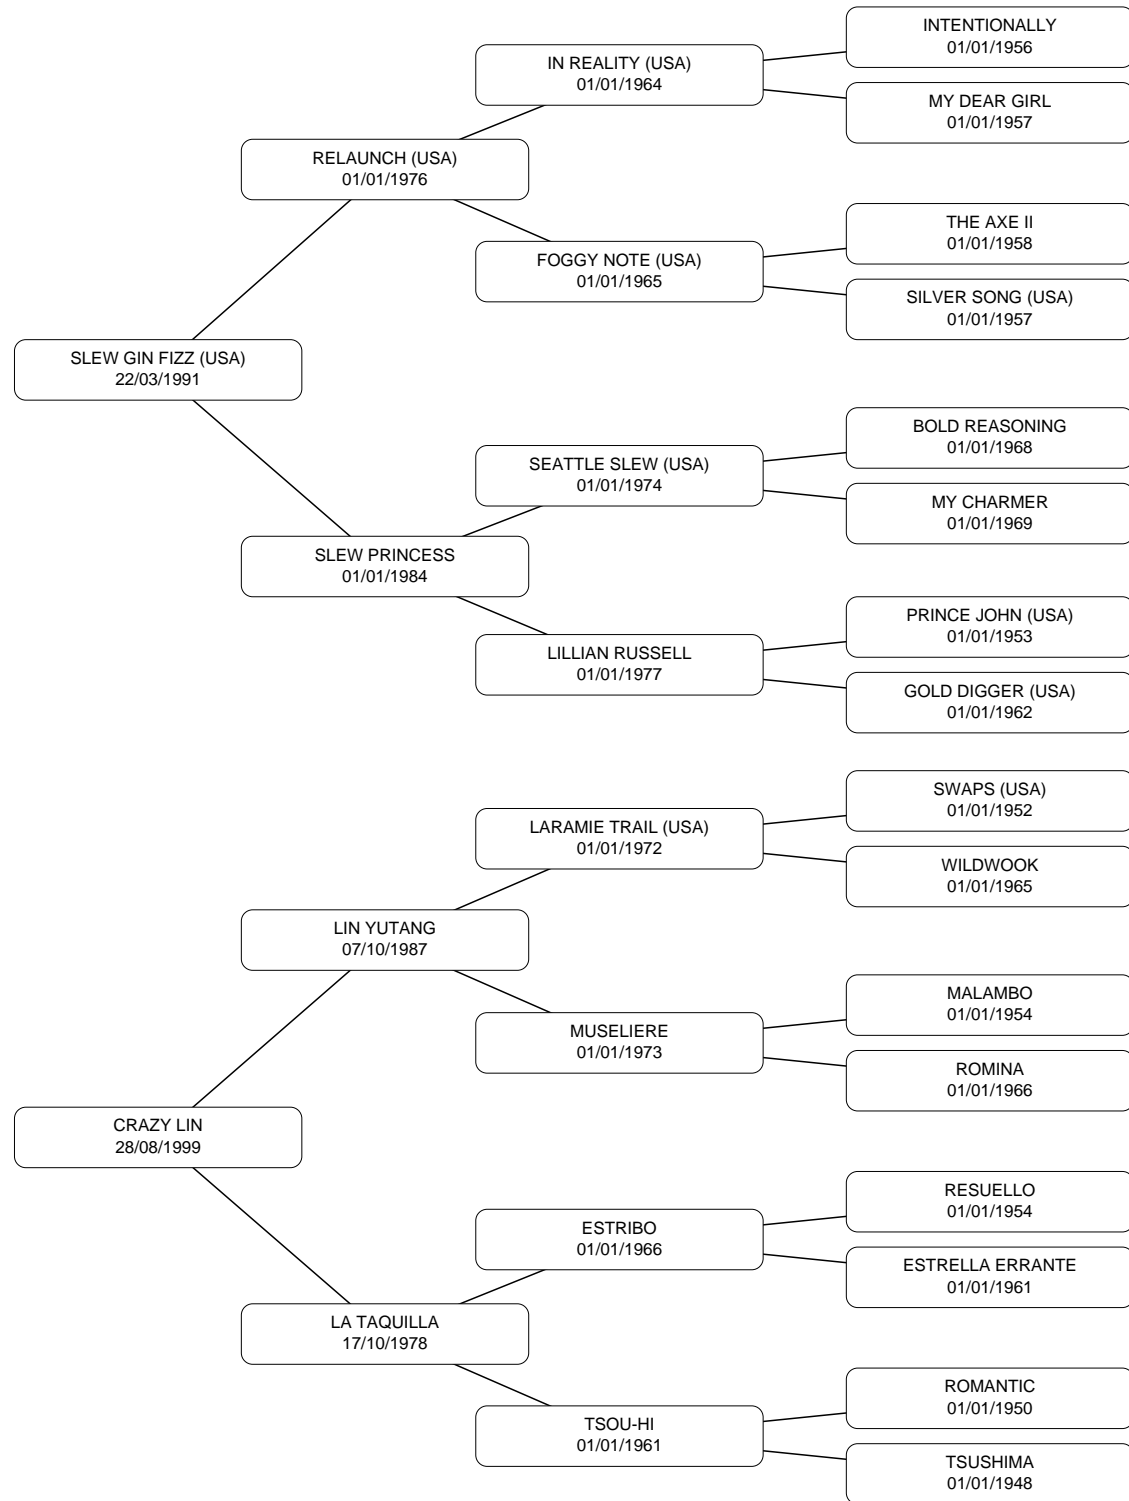 INTENTIONALLY
01/01/1956
IN REALITY (USA)
01/01/1964
MY DEAR GIRL
01/01/1957
RELAUNCH (USA)
01/01/1976
THE AXE II
01/01/1958
FOGGY NOTE (USA)
01/01/1965
SILVER SONG (USA)
01/01/1957
SLEW GIN FIZZ (USA)
22/03/1991
BOLD REASONING
01/01/1968
SEATTLE SLEW (USA)
01/01/1974
MY CHARMER
01/01/1969
SLEW PRINCESS
01/01/1984
PRINCE JOHN (USA)
01/01/1953
LILLIAN RUSSELL
01/01/1977
GOLD DIGGER (USA)
01/01/1962
SWAPS (USA)
01/01/1952
LARAMIE TRAIL (USA)
01/01/1972
WILDWOOK
01/01/1965
LIN YUTANG
07/10/1987
MALAMBO
01/01/1954
MUSELIERE
01/01/1973
ROMINA
01/01/1966
CRAZY LIN
28/08/1999
RESUELLO
01/01/1954
ESTRIBO
01/01/1966
ESTRELLA ERRANTE
01/01/1961
LA TAQUILLA
17/10/1978
ROMANTIC
01/01/1950
TSOU-HI
01/01/1961
TSUSHIMA
01/01/1948